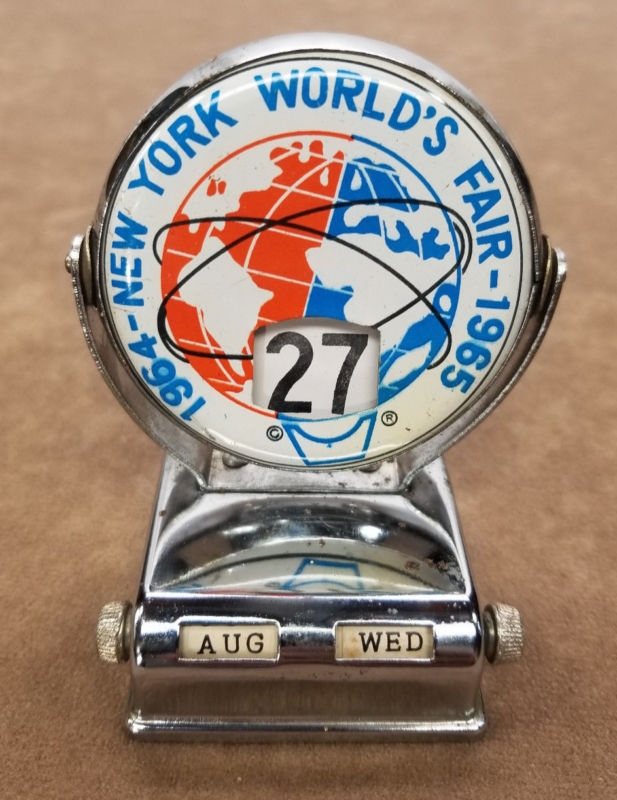 1964-NEW YORK WORLD'S FAIR-1965
27
© ®
AUG WED